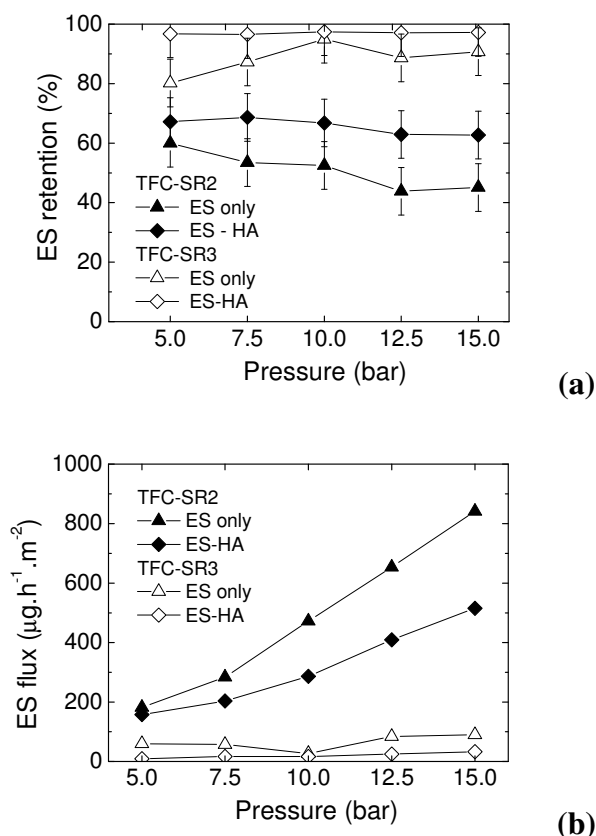 100
80
60
40
20
0
ES retention (%)
TFC-SR2
ES only
ES - HA
TFC-SR3
ES only
ES-HA
5.0 7.5 10.0 12.5 15.0
Pressure (bar)
(a)
1000
800
600
400
200
0
ES flux (μg.h⁻¹.m⁻²)
TFC-SR2
ES only
ES-HA
TFC-SR3
ES only
ES-HA
5.0 7.5 10.0 12.5 15.0
Pressure (bar)
(b)